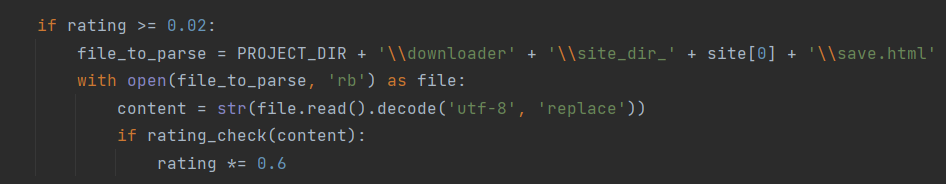 if rating >= 0.02:
file_to_parse = PROJECT_DIR + '\\downloader' + '\\site_dir_' + site[0] + '\\save.html'
with open(file_to_parse, 'rb') as file:
content = str(file.read().decode('utf-8', 'replace'))
if rating_check(content):
rating *= 0.6